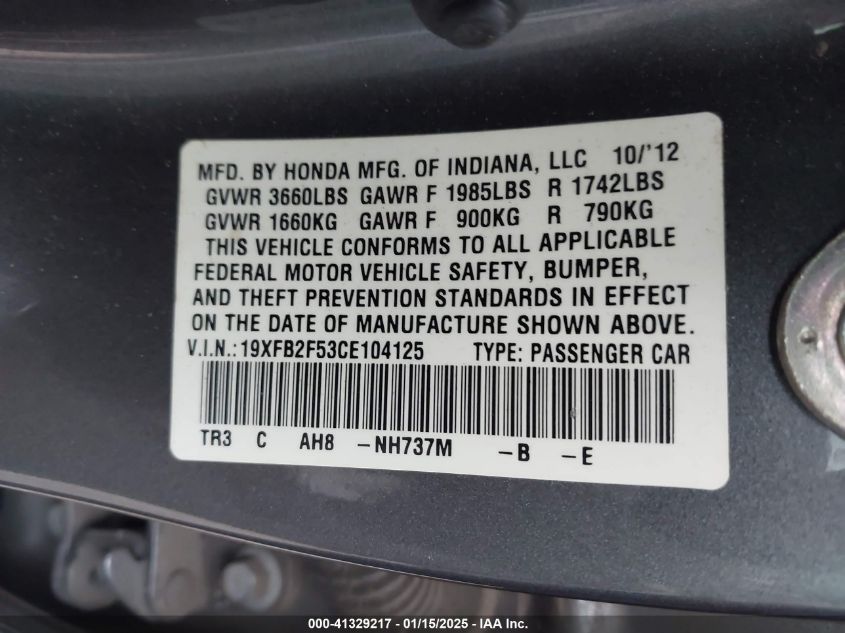 MFD. BY HONDA MFG. OF INDIANA, LLC 10/'12
GVWR 3660LBS GAWR F 1985LBS R 1742LBS
GVWR 1660KG GAWR F 900KG R 790KG
THIS VEHICLE CONFORMS TO ALL APPLICABLE
FEDERAL MOTOR VEHICLE SAFETY, BUMPER,
AND THEFT PREVENTION STANDARDS IN EFFECT
ON THE DATE OF MANUFACTURE SHOWN ABOVE.
V.I.N.:19XFB2F53CE104125 TYPE: PASSENGER CAR
TR3 C AH8 -NH737M -B -E
000-41329217 - 01/15/2025 - IAA Inc.